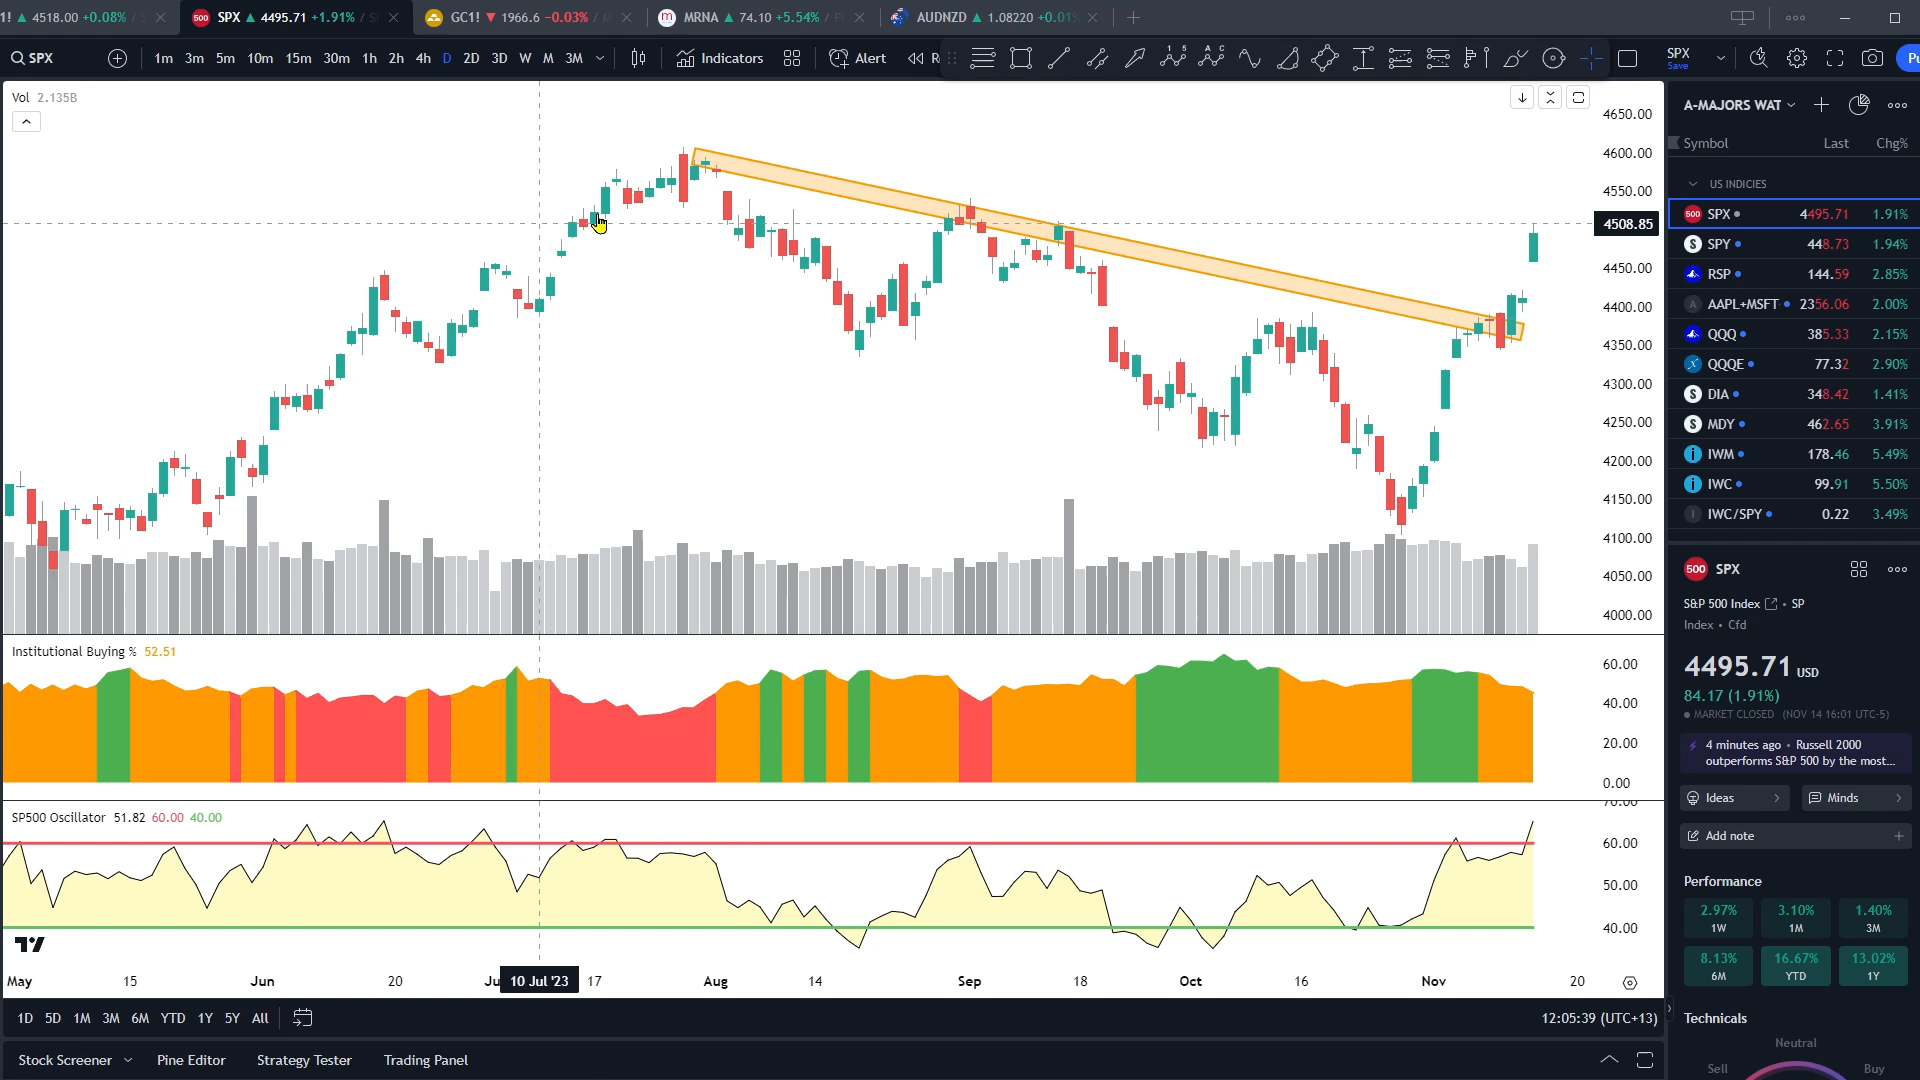 1! 4518.00 +0.08%
500 SPX 4495.71 +1.91%
GC1! 1966.6 -0.03%
m MRNA 74.10 +5.54%
AUDNZD 1.08220 +0.01%
SPX 1m 3m 5m 10m 15m 30m 1h 2h 4h D 2D 3D W M 3M Indicators Alert R SPX Save
Vol 2.135B
4650.00
4600.00
4550.00
4508.85
4450.00
4400.00
4350.00
4300.00
4250.00
4200.00
4150.00
4100.00
4050.00
4000.00
Institutional Buying % 52.51
60.00
40.00
20.00
0.00
SP500 Oscillator 51.82 60.00 40.00
70.00
60.00
50.00
40.00
May 15 Jun 20 Ju 10 Jul '23 17 Aug 14 Sep 18 Oct 16 Nov 20
1D 5D 1M 3M 6M YTD 1Y 5Y All 12:05:39 (UTC+13)
Stock Screener Pine Editor Strategy Tester Trading Panel
A-MAJORS WAT
Symbol Last Chg%
US INDICIES
500 SPX 4495.71 1.91%
S SPY 448.73 1.94%
RSP 144.59 2.85%
A AAPL+MSFT 2356.06 2.00%
QQQ 385.33 2.15%
QQQE 77.32 2.90%
S DIA 348.42 1.41%
S MDY 462.65 3.91%
i IWM 178.46 5.49%
i IWC 99.91 5.50%
I IWC/SPY 0.22 3.49%
500 SPX
S&P 500 Index • SP
Index • Cfd
4495.71 USD
84.17 (1.91%)
MARKET CLOSED (NOV 14 16:01 UTC-5)
4 minutes ago • Russell 2000
outperforms S&P 500 by the most...
Ideas Minds
Add note
Performance
2.97% 3.10% 1.40%
1W 1M 3M
8.13% 16.67% 13.02%
6M YTD 1Y
Technicals
Neutral
Sell Buy